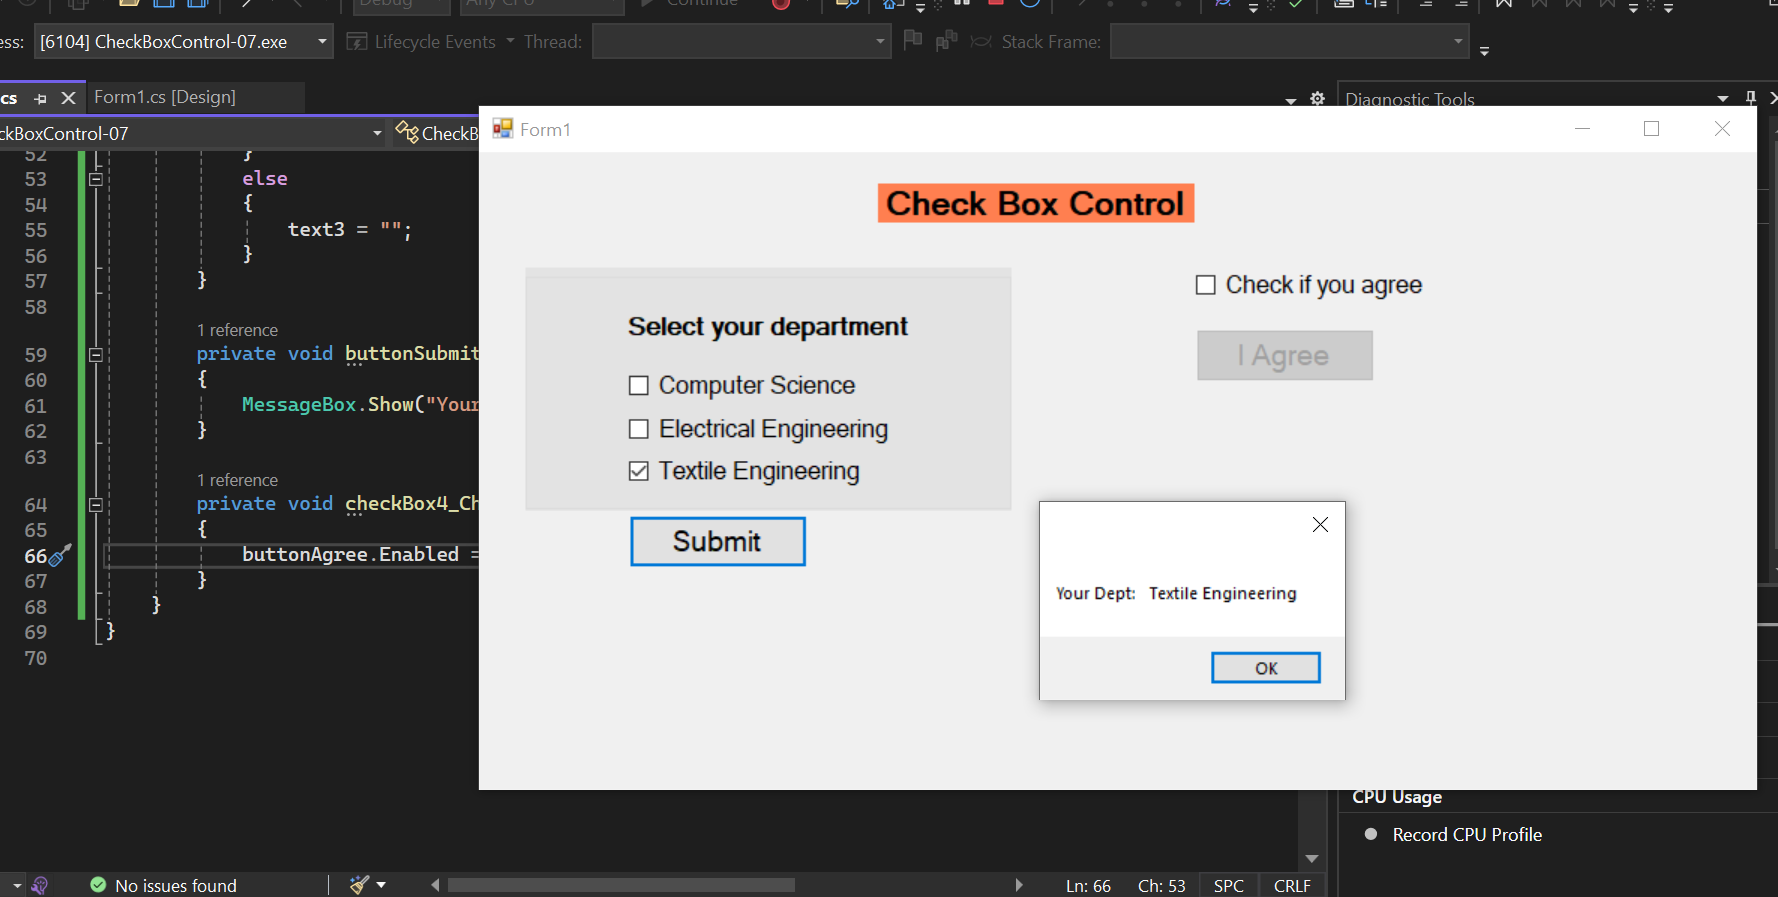 Debug
Any CPU
Continue
ess:
[6104] CheckBoxControl-07.exe
Lifecycle Events
Thread:
Stack Frame:
cs
Form1.cs [Design]
Diagnostic Tools
ckBoxControl-07
CheckB
52 }
53 else
54 {
55 text3 = "";
56 }
57 }
58
1 reference
59 private void buttonSubmit
60 {
61 MessageBox.Show("Your
62 }
63
1 reference
64 private void checkBox4_Ch
65 {
66 buttonAgree.Enabled =
67 }
68 }
69 }
70
Form1
Check Box Control
Select your department
Computer Science
Electrical Engineering
Textile Engineering
Submit
Check if you agree
I Agree
Your Dept: Textile Engineering
OK
CPU Usage
Record CPU Profile
No issues found
Ln: 66
Ch: 53
SPC
CRLF